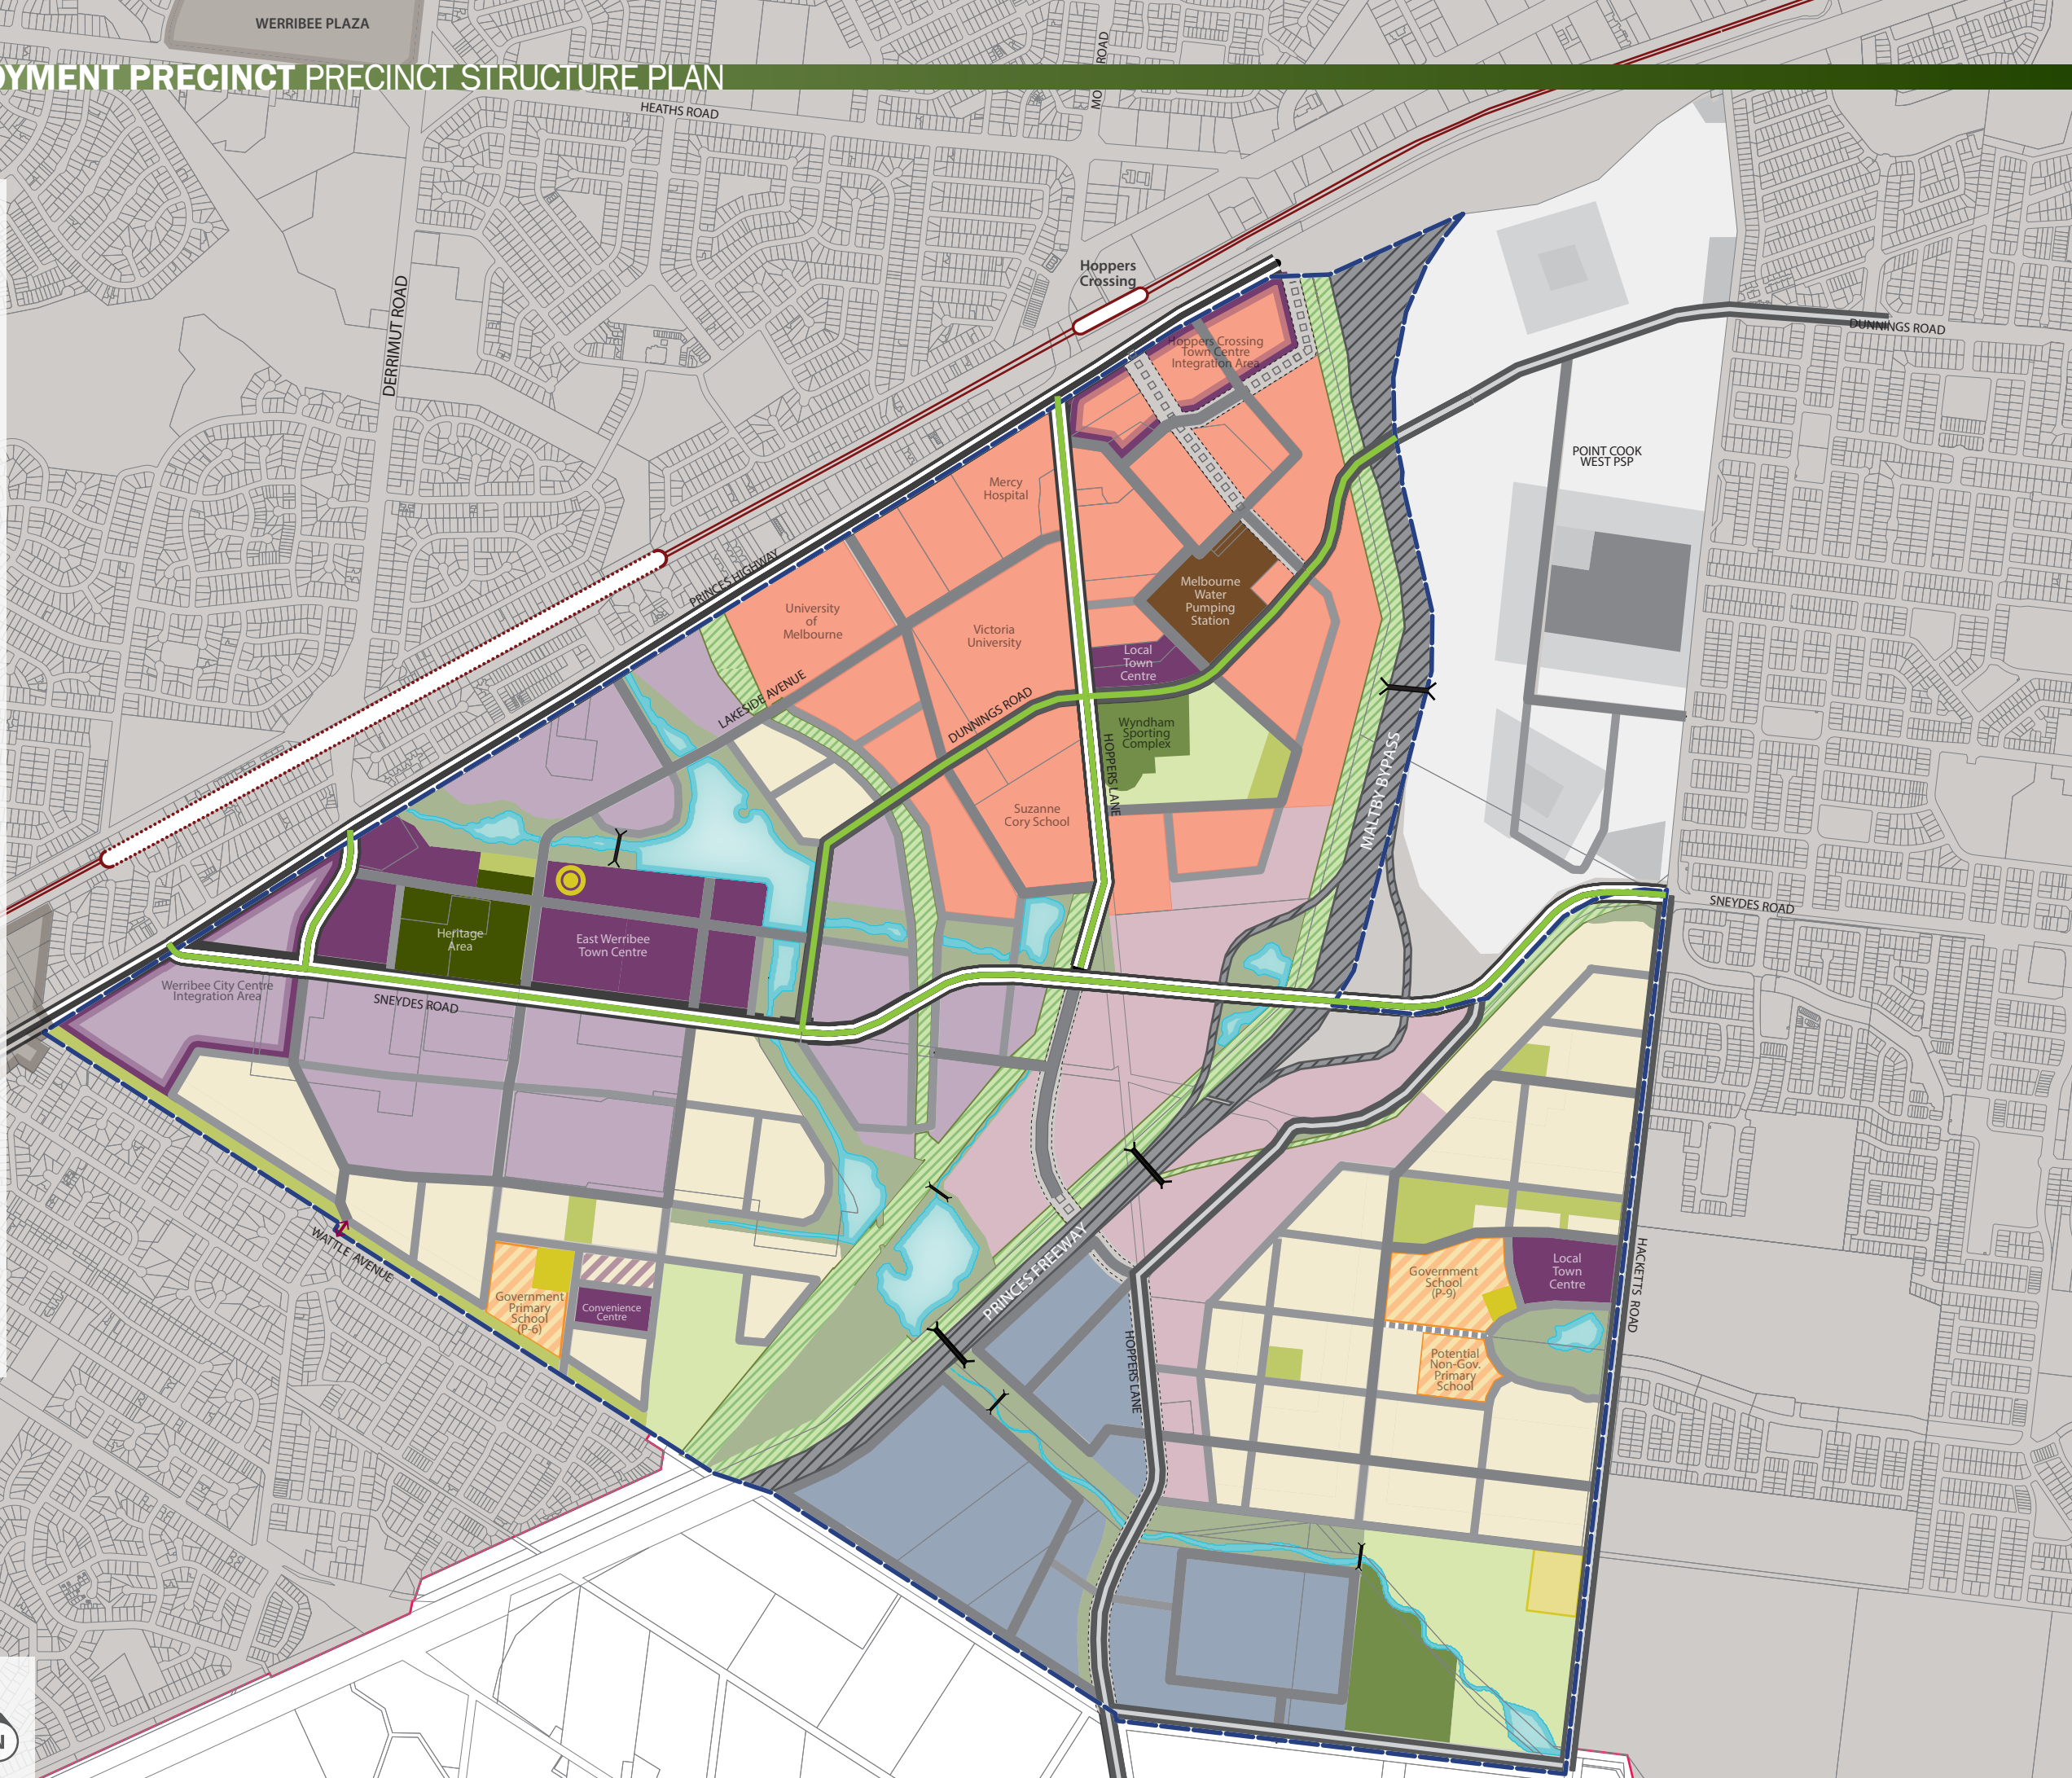 WERRIBEE PLAZA
OYMENT PRECINCT PRECINCT STRUCTURE PLAN
ROAD
MO
HEATHS ROAD
DERRIMUT ROAD
Hoppers
Crossing
DUNNINGS ROAD
Hoppers Crossing
Town Centre
Integration Area
POINT COOK
WEST PSP
Mercy
Hospital
PRINCES HIGHWAY
University
of
Melbourne
Victoria
University
Melbourne
Water
Pumping
Station
Local
Town
Centre
LAKESIDE AVENUE
DUNNINGS ROAD
Wyndham
Sporting
Complex
HOPPERS LANE
MALTBY BYPASS
Suzanne
Cory School
Heritage
Area
East Werribee
Town Centre
SNEYDES ROAD
Werribee City Centre
Integration Area
SNEYDES ROAD
WATTLE AVENUE
Government
Primary
School
(P-6)
Convenience
Centre
PRINCES FREEWAY
HOPPERS LANE
Government
School
(P-9)
Local
Town
Centre
HACKETTS ROAD
Potential
Non-Gov.
Primary
School
N